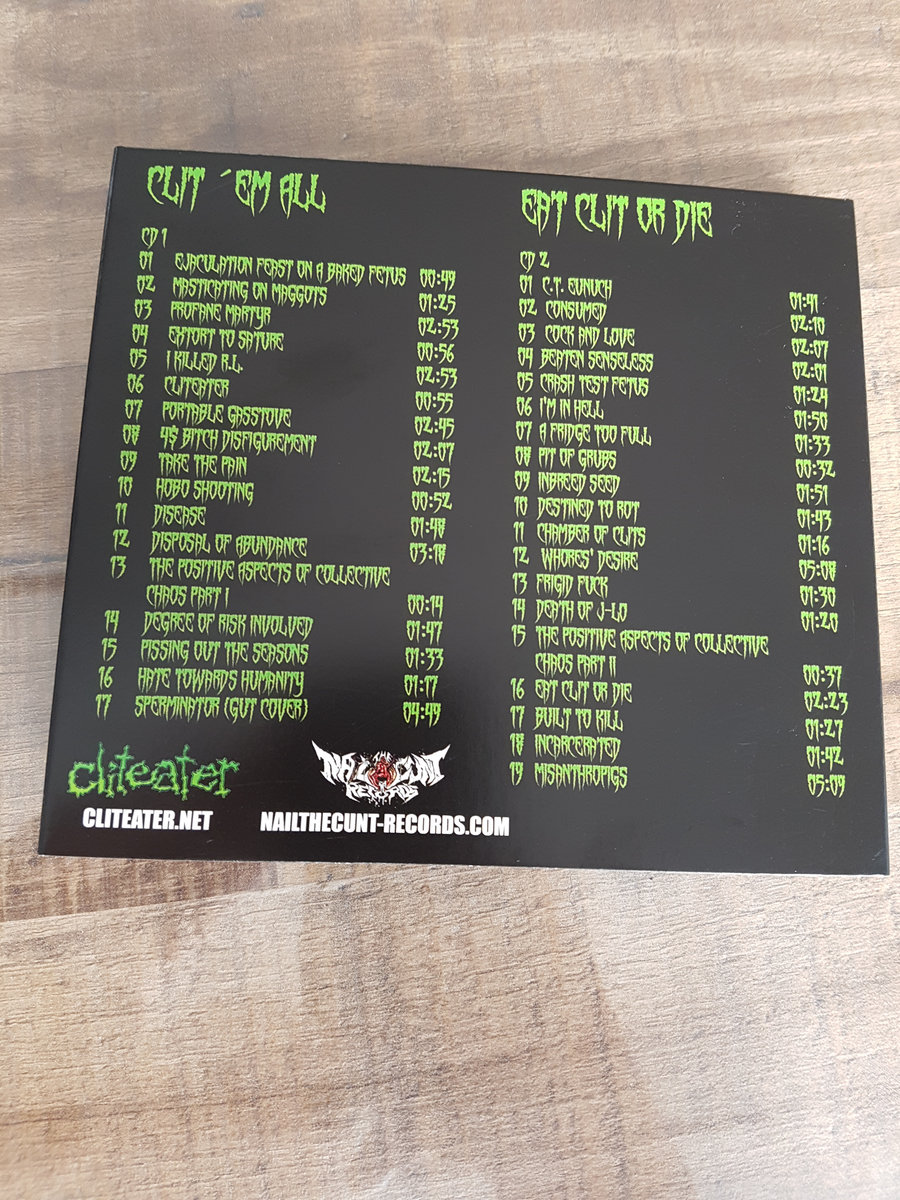 CLIT ´EM ALL
CD 1
01 EJACULATION FEAST ON A BAKED FETUS 00:49
02 MASTICATING ON MAGGOTS 01:25
03 PROFANE MARTYR 02:53
04 EXTORT TO SATURE 00:56
05 I KILLED R.L. 02:53
06 CLITEATER 00:55
07 PORTABLE GASSTOVE 02:45
08 4$ BITCH DISFIGUREMENT 02:07
09 TAKE THE PAIN 02:15
10 HOBO SHOOTING 00:52
11 DISEASE 01:48
12 DISPOSAL OF ABUNDANCE 03:18
13 THE POSITIVE ASPECTS OF COLLECTIVE
CHAOS PART I 00:14
14 DEGREE OF RISK INVOLVED 01:47
15 PISSING OUT THE SEASONS 01:33
16 HATE TOWARDS HUMANITY 01:17
17 SPERMINATOR (GUT COVER) 04:49
EAT CLIT OR DIE
CD 2
01 C.T. EUNUCH 01:41
02 CONSUMED 02:10
03 COCK AND LOVE 02:07
04 BEATEN SENSELESS 02:01
05 CRASH TEST FETUS 01:24
06 I'M IN HELL 01:50
07 A FRIDGE TOO FULL 01:33
08 PIT OF GRUBS 00:32
09 INBREED SEED 01:51
10 DESTINED TO ROT 01:43
11 CHAMBER OF CLITS 01:16
12 WHORES' DESIRE 05:08
13 FRIGID FUCK 01:30
14 DEATH OF J-LO 01:20
15 THE POSITIVE ASPECTS OF COLLECTIVE
CHAOS PART II 00:37
16 EAT CLIT OR DIE 02:23
17 BUILT TO KILL 01:27
18 INCARCERATED 01:42
19 MISANTHROPIGS 05:09
cliteater
CLITEATER.NET
NAIL THE CUNT
RECORDS
NAILTHECUNT-RECORDS.COM